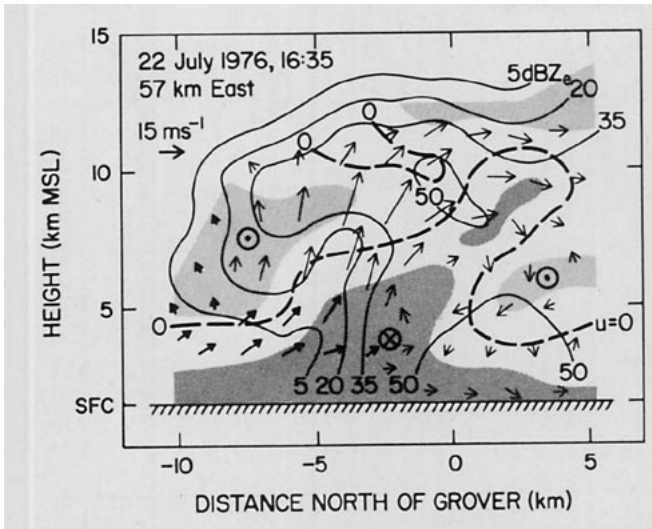 15
22 July 1976, 16:35
57 km East
5dBZe
20
35
0
0
15 ms⁻¹
10
50
HEIGHT (km MSL)
5
0
u=0
5
20
35
50
50
SFC
-10
-5
0
5
DISTANCE NORTH OF GROVER (km)